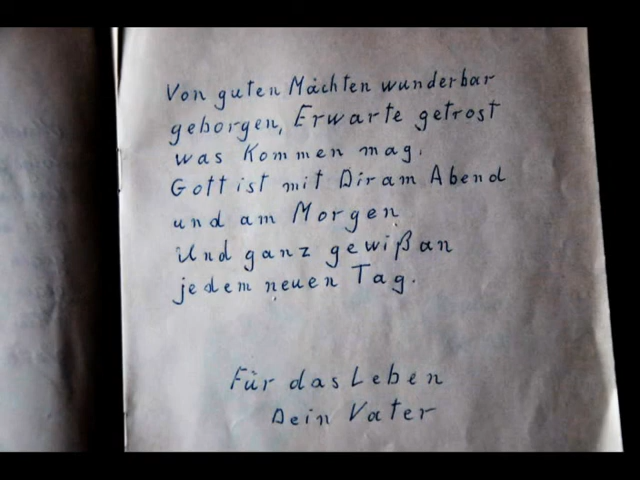 Von guten Mächten wunderbar
geborgen, Erwarte getrost
was Kommen mag.
Gott ist mit Dir am Abend
und am Morgen
Und ganz gewiß an
jedem neuen Tag.
Für das Leben
Dein Vater